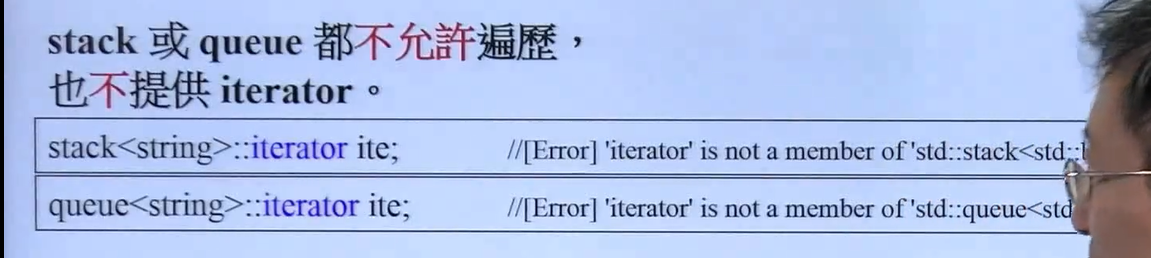 stack 或 queue 都不允許遍歷，
也不提供 iterator。
stack<string>::iterator ite; //[Error] 'iterator' is not a member of 'std::stack<std::
queue<string>::iterator ite; //[Error] 'iterator' is not a member of 'std::queue<std